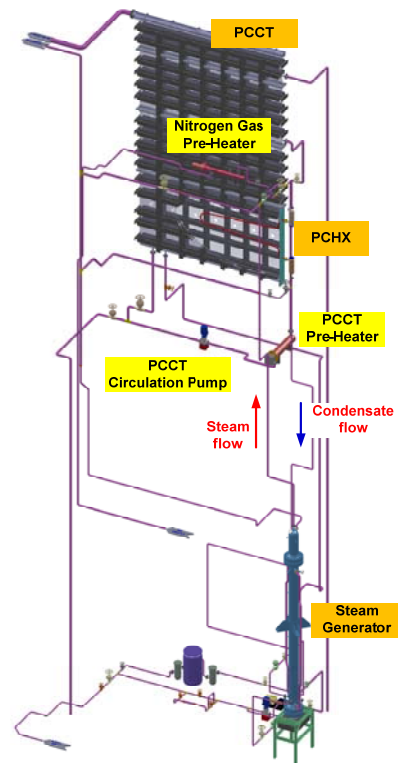 PCCT
Nitrogen Gas
Pre-Heater
PCHX
PCCT
Pre-Heater
PCCT
Circulation Pump
Steam
flow
Condensate
flow
Steam
Generator